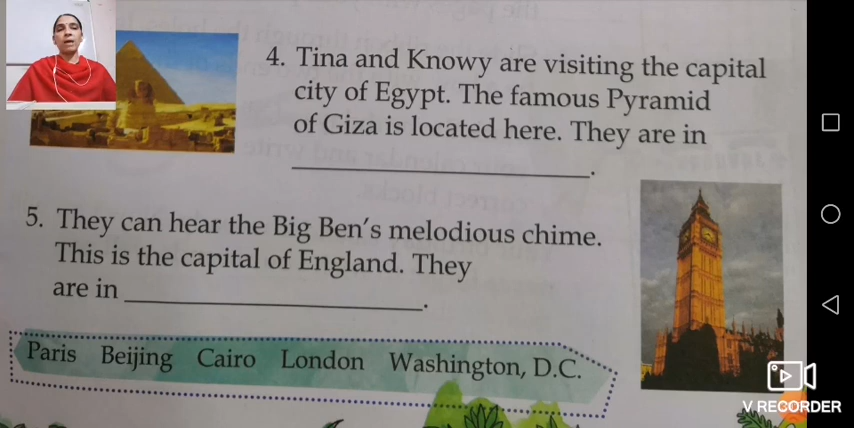 4. Tina and Knowy are visiting the capital
city of Egypt. The famous Pyramid
of Giza is located here. They are in
.
5. They can hear the Big Ben's melodious chime.
This is the capital of England. They
are in .
Paris Beijing Cairo London Washington, D.C.
V RECORDER